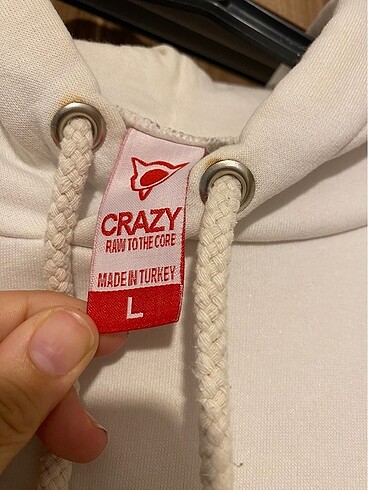 CRAZY
RAW TO THE CORE
MADE IN TURKEY
L